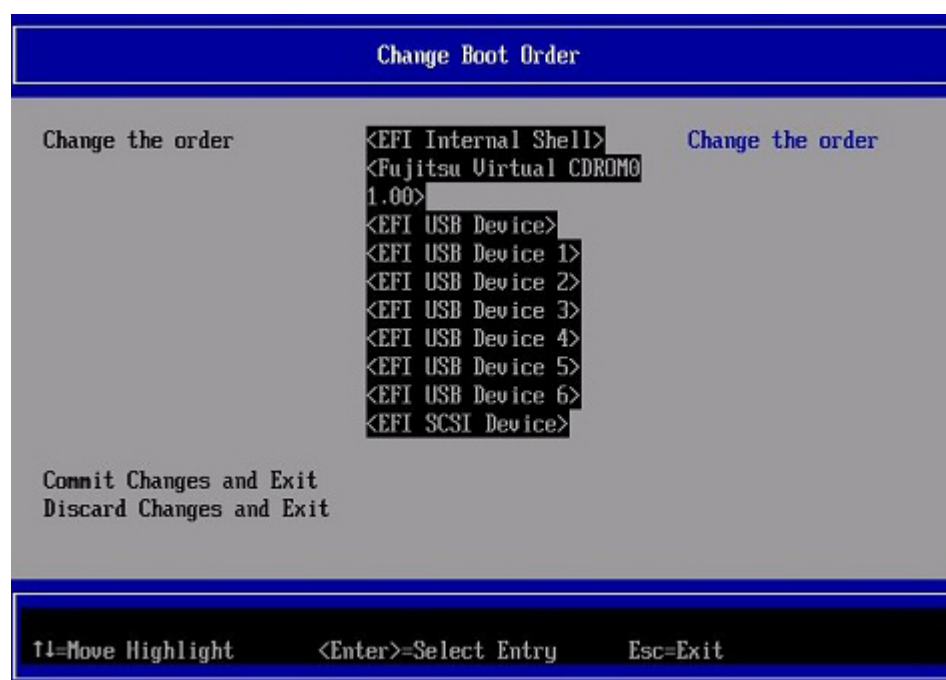 Change Boot Order
Change the order
<EFI Internal Shell>
<Fujitsu Virtual CDROM0
1.00>
<EFI USB Device>
<EFI USB Device 1>
<EFI USB Device 2>
<EFI USB Device 3>
<EFI USB Device 4>
<EFI USB Device 5>
<EFI USB Device 6>
<EFI SCSI Device>
Change the order
Commit Changes and Exit
Discard Changes and Exit
↑↓=Move Highlight
<Enter>=Select Entry
Esc=Exit